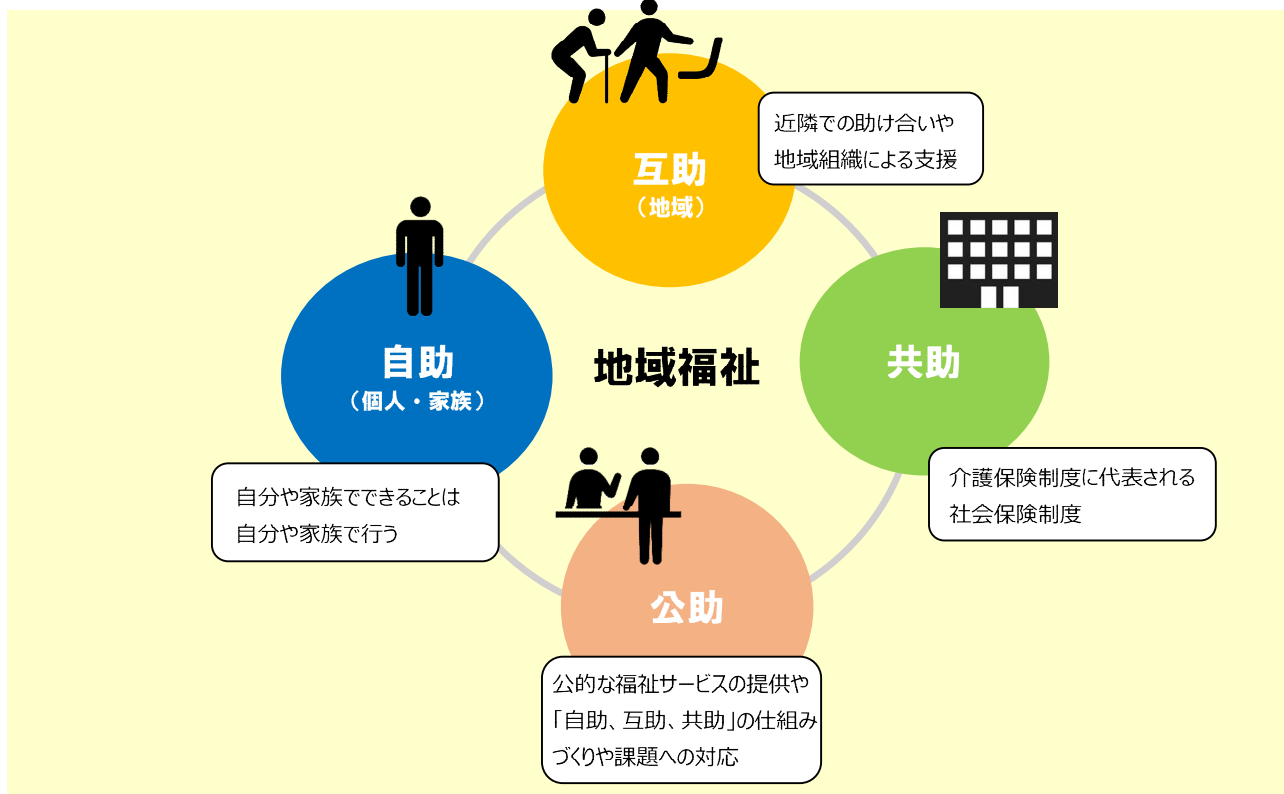 互助
（地域）
近隣での助け合いや
地域組織による支援
自助
（個人・家族）
自分や家族でできることは
自分や家族で行う
地域福祉
共助
介護保険制度に代表される
社会保険制度
公助
公的な福祉サービスの提供や
「自助、互助、共助」の仕組み
づくりや課題への対応